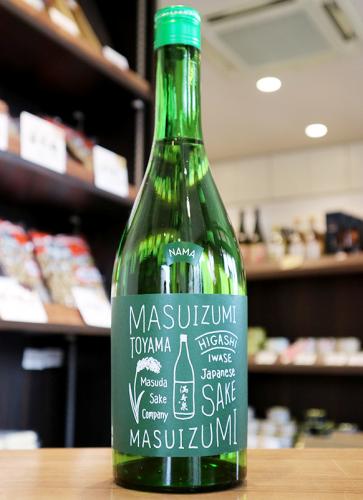 NAMA
MASUIZUMI
TOYAMA
HIGASHI
IWASE
Japanese
SAKE
Masuda
Sake
Company
満寿泉
MASUIZUMI